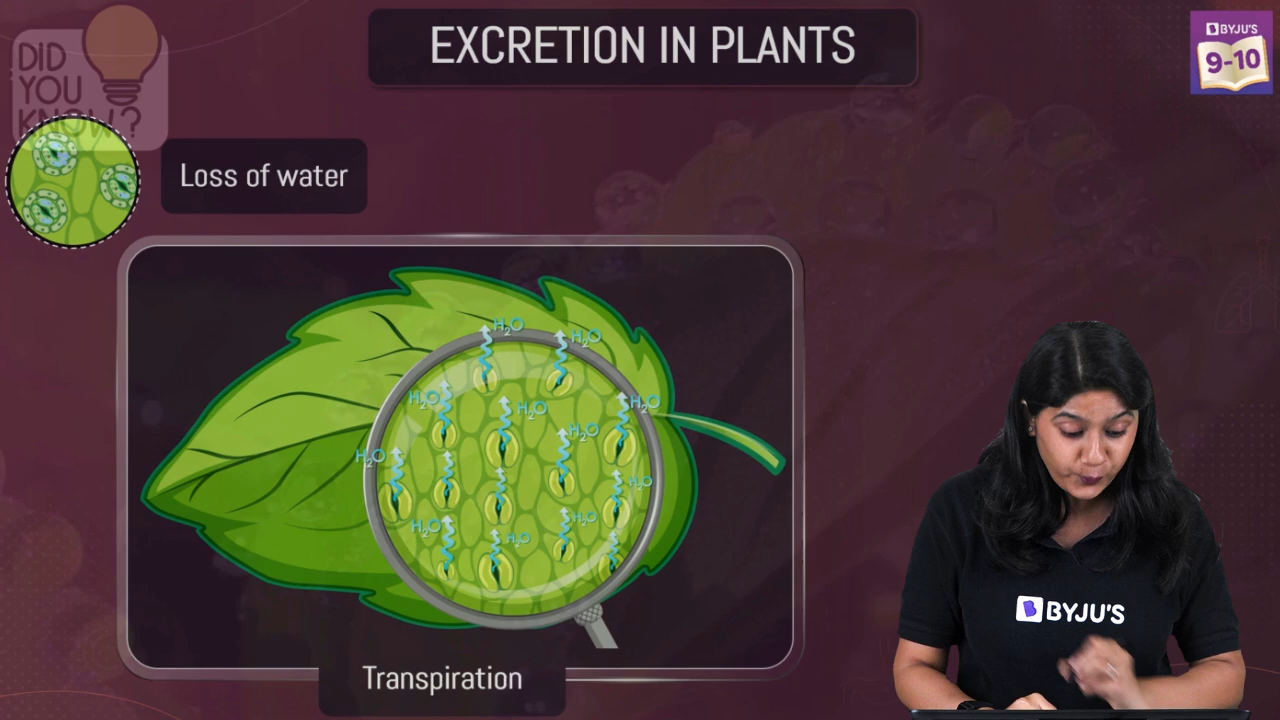 EXCRETION IN PLANTS
BYJU'S
9-10
DID
YOU
KNOW?
Loss of water
H₂O
H₂O
H₂O
H₂O
H₂O
H₂O
H₂O
H₂O
H₂O
H₂O
H₂O
Transpiration
BYJU'S